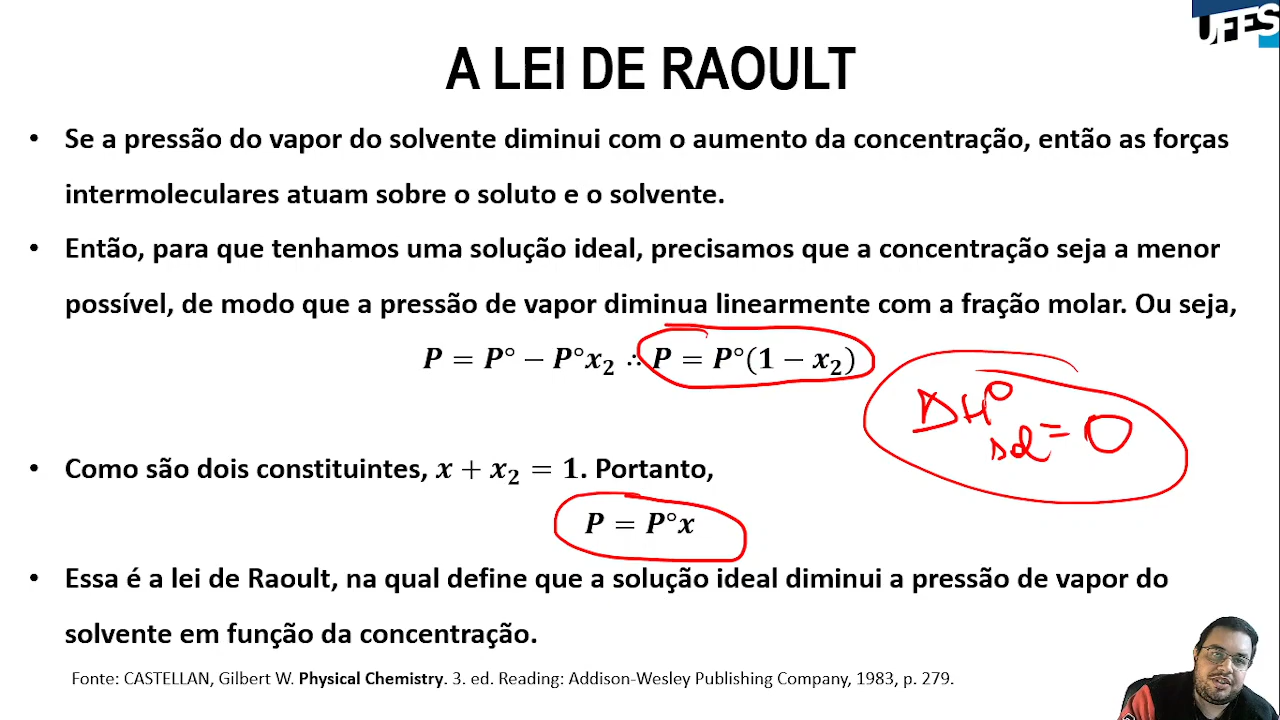 UFES
A LEI DE RAOULT
• Se a pressão do vapor do solvente diminui com o aumento da concentração, então as forças
intermoleculares atuam sobre o soluto e o solvente.
• Então, para que tenhamos uma solução ideal, precisamos que a concentração seja a menor
possível, de modo que a pressão de vapor diminua linearmente com a fração molar. Ou seja,
P = P° − P°x₂ ∴ P = P°(1 − x₂)
ΔH°sol = 0
• Como são dois constituintes, x + x₂ = 1. Portanto,
P = P°x
• Essa é a lei de Raoult, na qual define que a solução ideal diminui a pressão de vapor do
solvente em função da concentração.
Fonte: CASTELLAN, Gilbert W. Physical Chemistry. 3. ed. Reading: Addison-Wesley Publishing Company, 1983, p. 279.